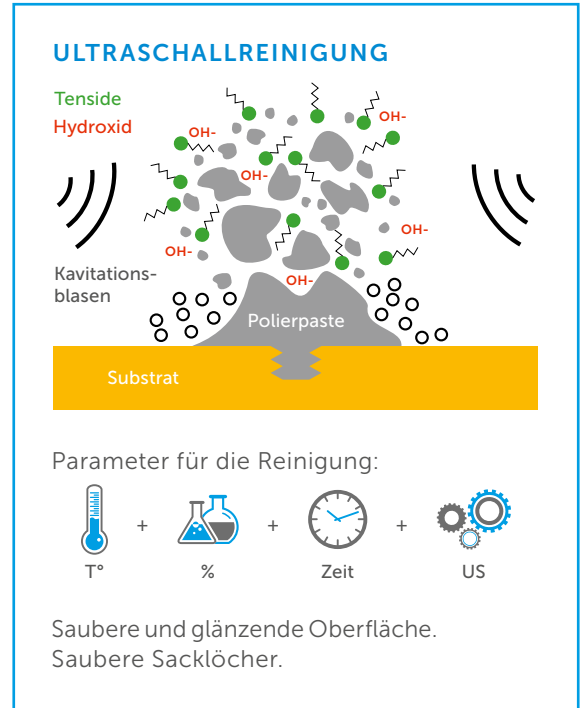 ULTRASCHALLREINIGUNG
Tenside
Hydroxid
OH-
OH-
OH-
OH-
OH-
OH-
Kavitations-
blasen
Polierpaste
Substrat
Parameter für die Reinigung:
+ + +
T° % Zeit US
Saubere und glänzende Oberfläche.
Saubere Sacklöcher.